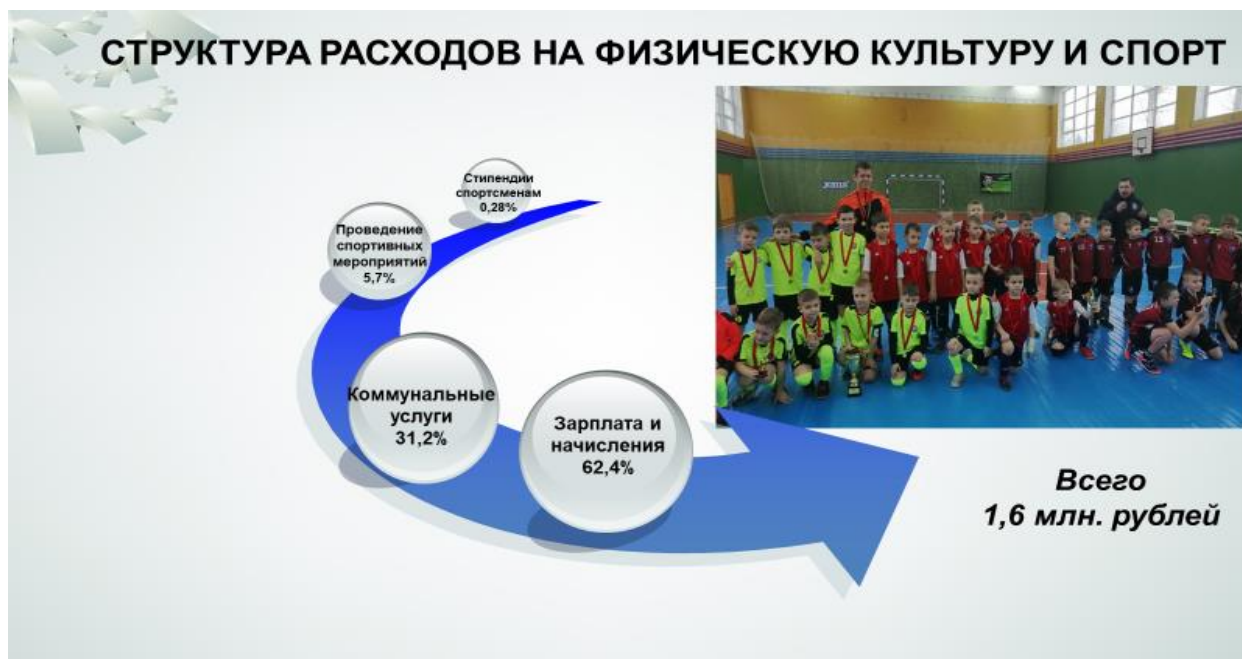 СТРУКТУРА РАСХОДОВ НА ФИЗИЧЕСКУЮ КУЛЬТУРУ И СПОРТ
Стипендии
спортсменам
0,28%
Проведение
спортивных
мероприятий
5,7%
Коммунальные
услуги
31,2%
Зарплата и
начисления
62,4%
Всего
1,6 млн. рублей